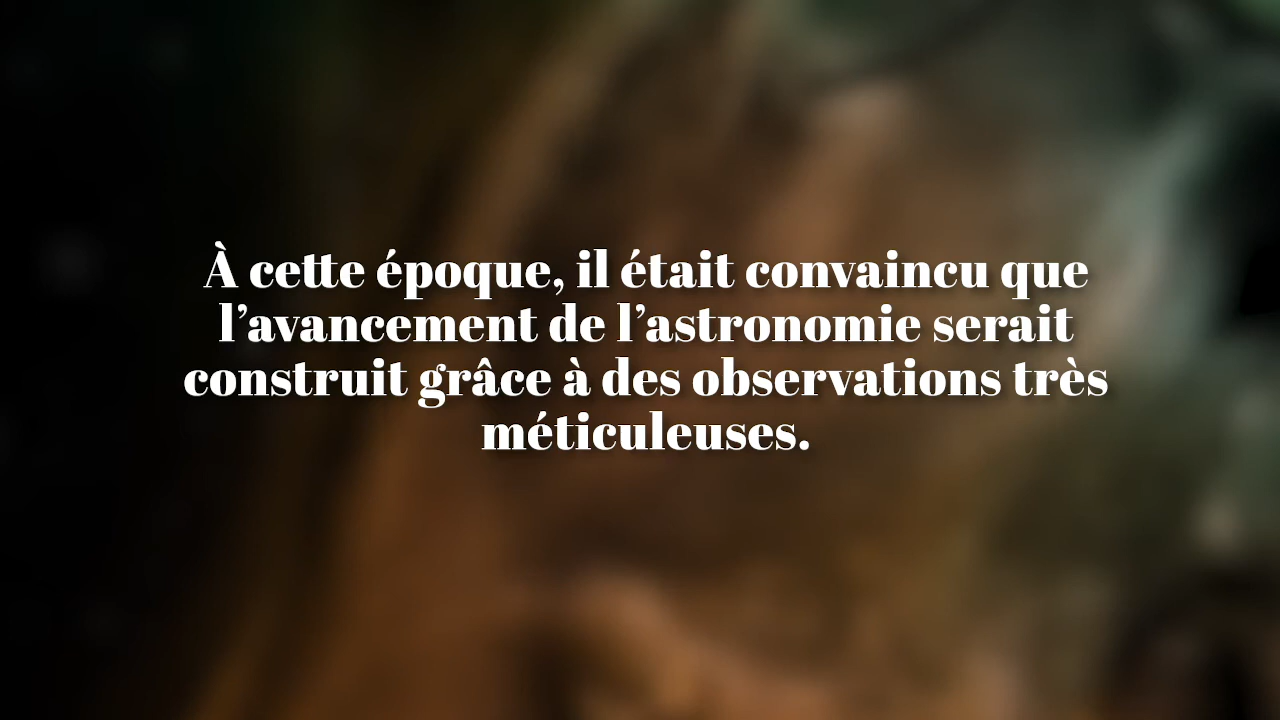 À cette époque, il était convaincu que
l’avancement de l’astronomie serait
construit grâce à des observations très
méticuleuses.